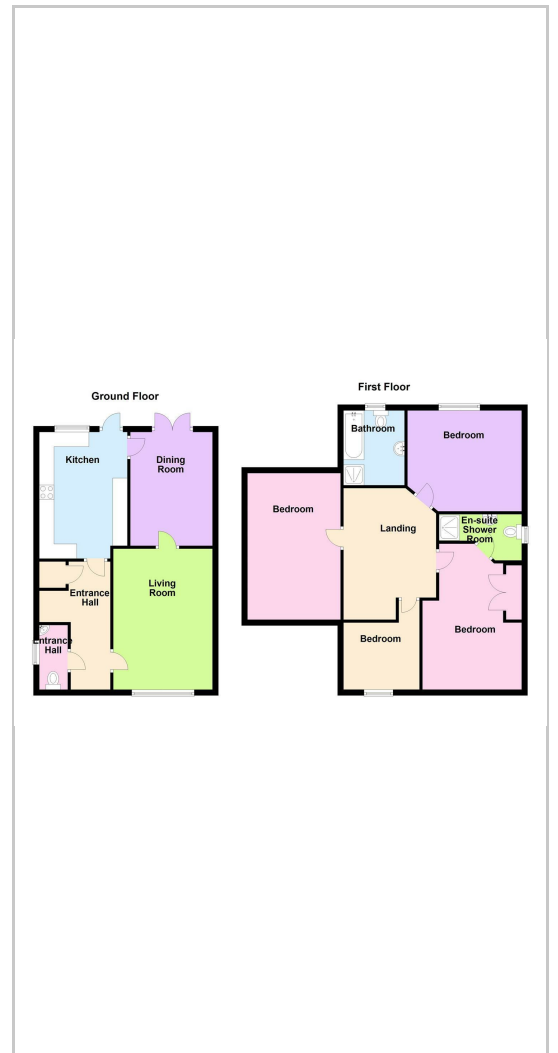 Ground Floor
Kitchen
Dining
Room
Entrance
Hall
Living
Room
Entrance
Hall
First Floor
Bathroom
Bedroom
Bedroom
Landing
En-suite
Shower
Room
Bedroom
Bedroom